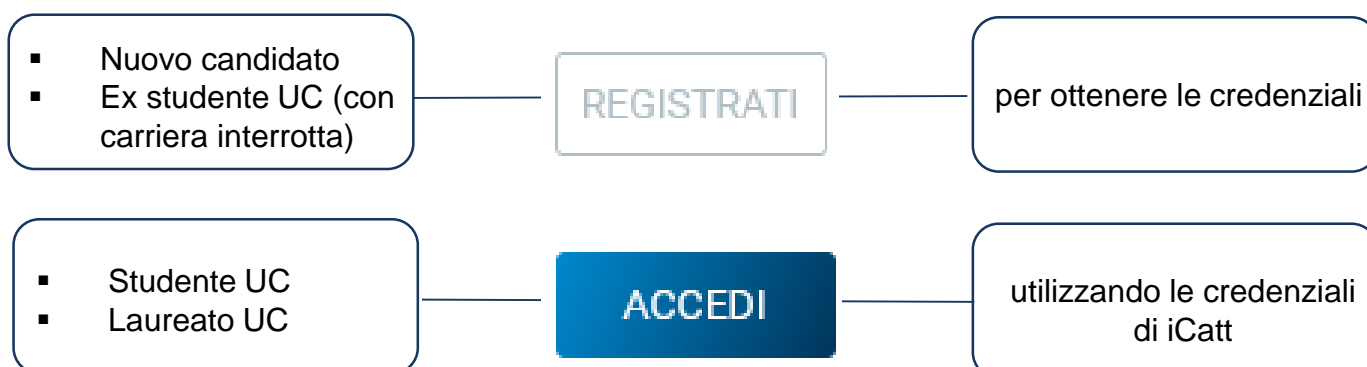 ▪ Nuovo candidato
▪ Ex studente UC (con
carriera interrotta)
REGISTRATI
per ottenere le credenziali
▪ Studente UC
▪ Laureato UC
ACCEDI
utilizzando le credenziali
di iCatt